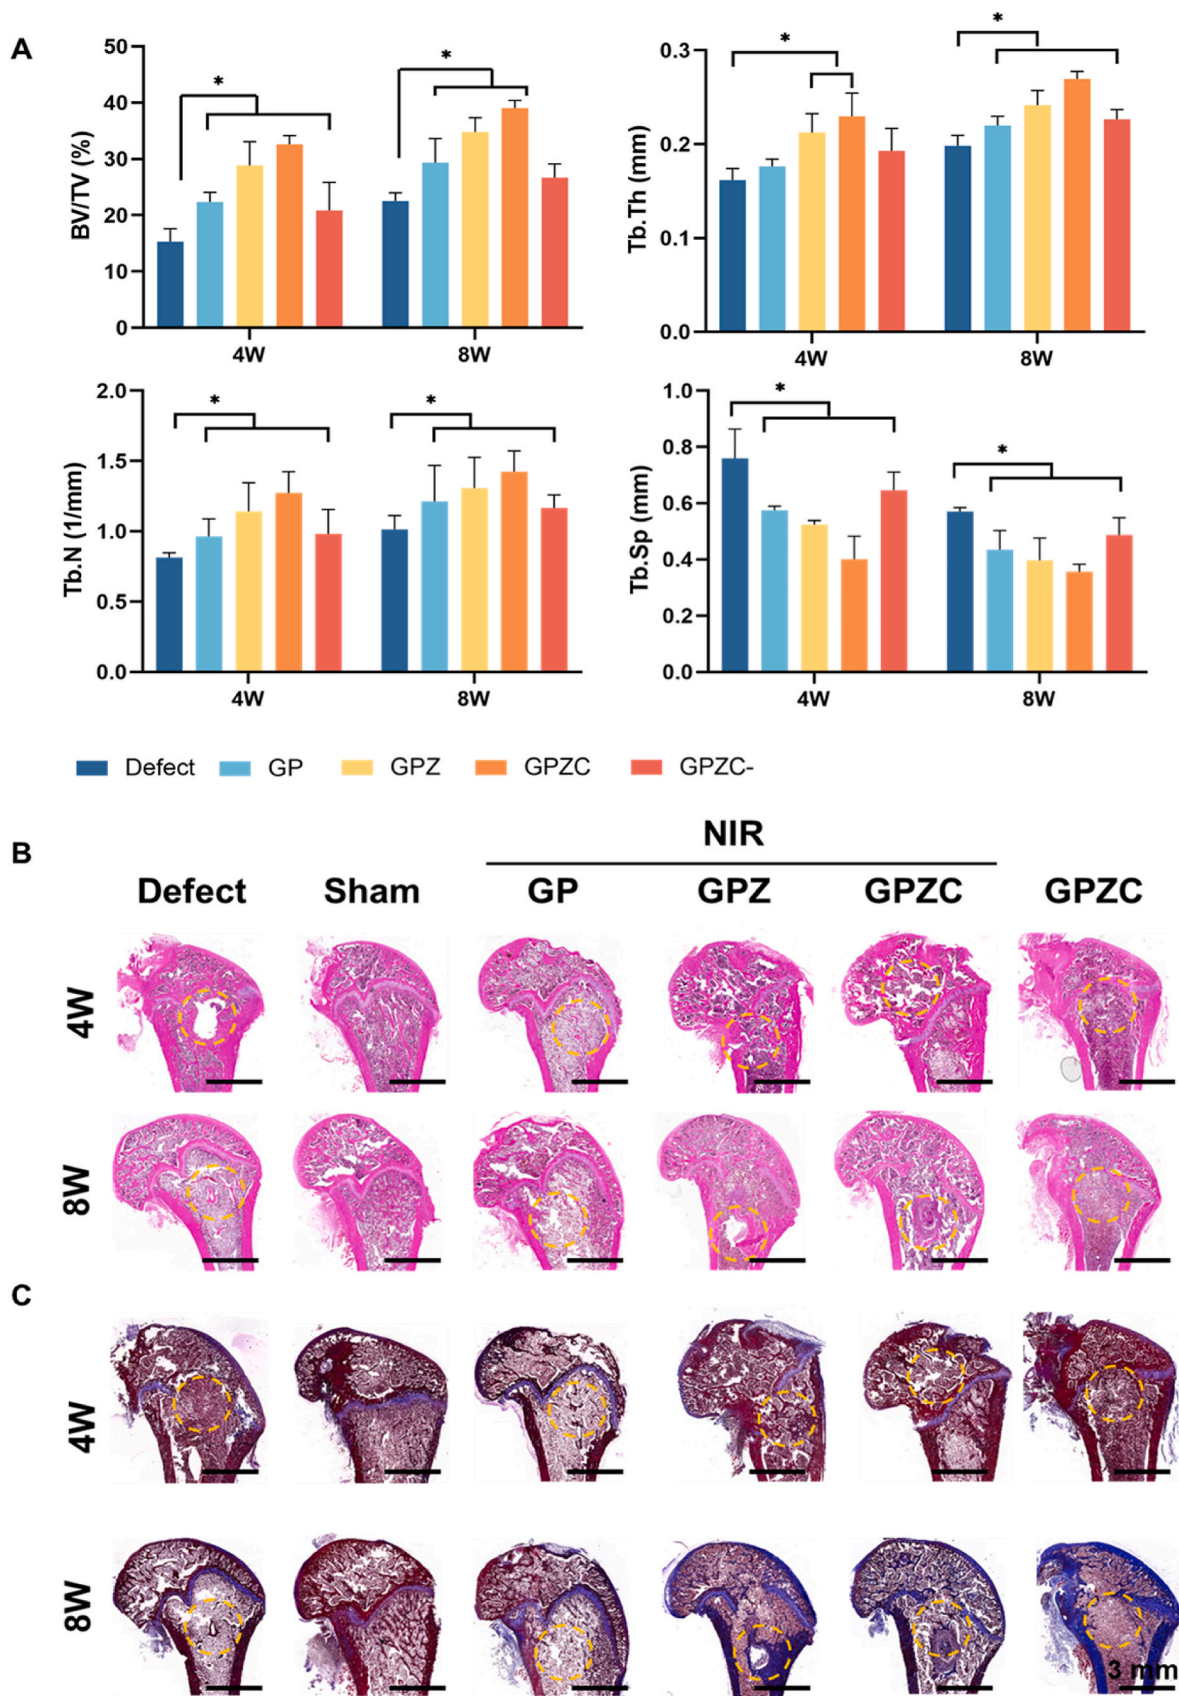 A
BV/TV (%)
50
40
30
20
10
0
*
*
4W
8W
Tb.Th (mm)
0.3
0.2
0.1
0.0
*
*
4W
8W
Tb.N (1/mm)
2.0
1.5
1.0
0.5
0.0
*
*
4W
8W
Tb.Sp (mm)
1.0
0.8
0.6
0.4
0.2
0.0
*
*
4W
8W
Defect GP GPZ GPZC GPZC-
B
NIR
Defect Sham GP GPZ GPZC GPZC
4W
8W
C
4W
8W
3 mm